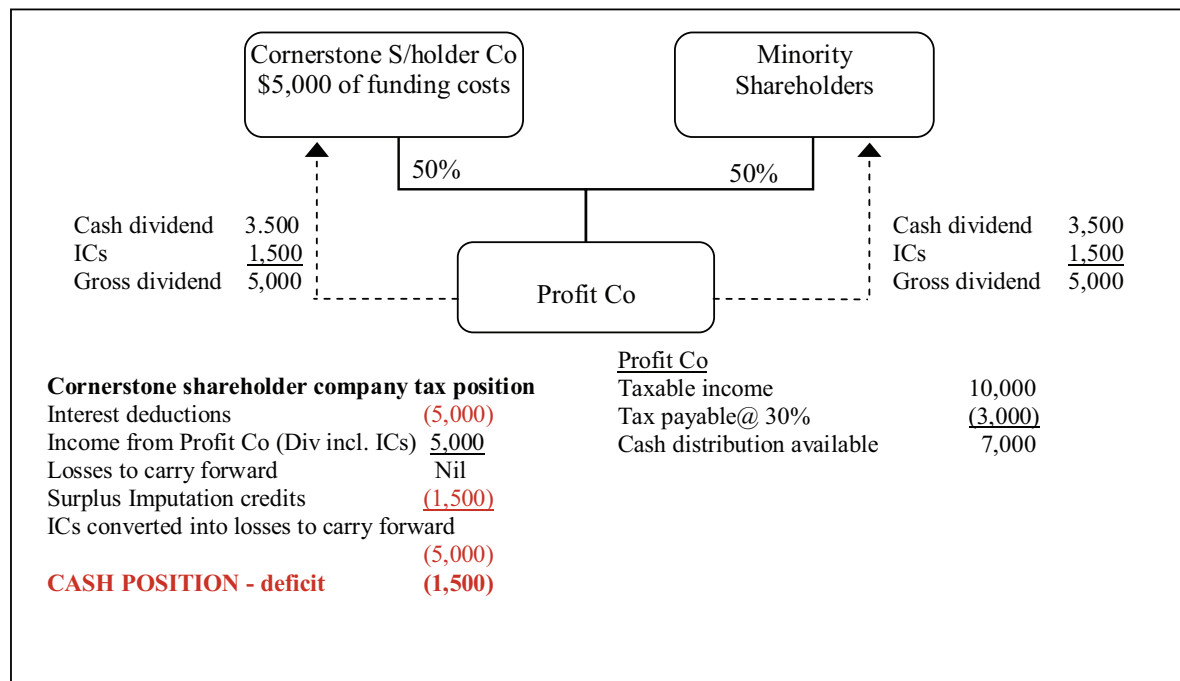 Cornerstone S/holder Co
$5,000 of funding costs
Minority
Shareholders
50%
50%
Cash dividend 3.500
ICs 1,500
Gross dividend 5,000
Cash dividend 3,500
ICs 1,500
Gross dividend 5,000
Profit Co
Cornerstone shareholder company tax position
Interest deductions (5,000)
Income from Profit Co (Div incl. ICs) 5,000
Losses to carry forward Nil
Surplus Imputation credits (1,500)
ICs converted into losses to carry forward
(5,000)
CASH POSITION - deficit (1,500)
Profit Co
Taxable income 10,000
Tax payable@ 30% (3,000)
Cash distribution available 7,000